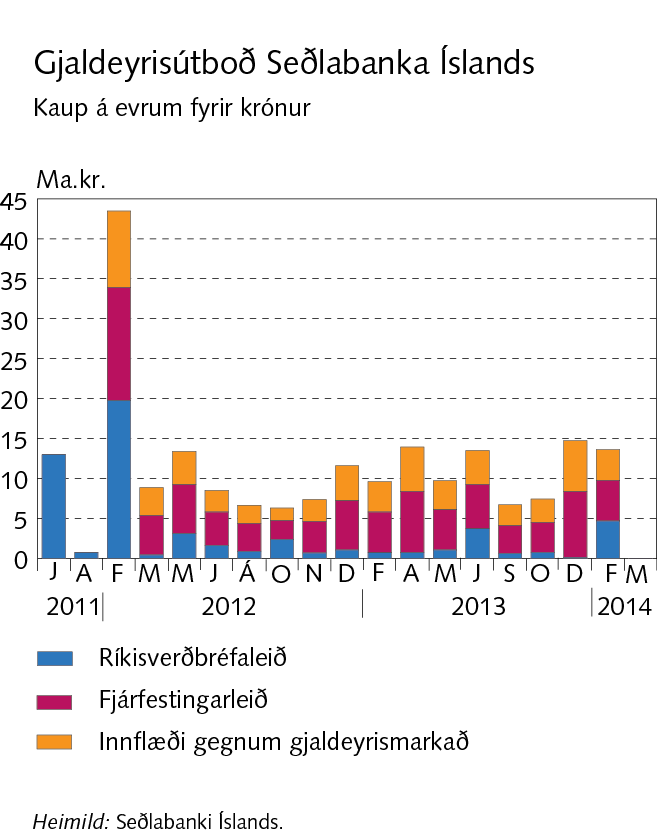 Gjaldeyrisútboð Seðlabanka Íslands
Kaup á evrum fyrir krónur
Ma.kr.
45
40
35
30
25
20
15
10
5
0
J A F M M J Á O N D F A M J S O D F M
2011 2012 2013 2014
Ríkisverðbréfaleið
Fjárfestingarleið
Innflæði gegnum gjaldeyrismarkað
Heimild: Seðlabanki Íslands.